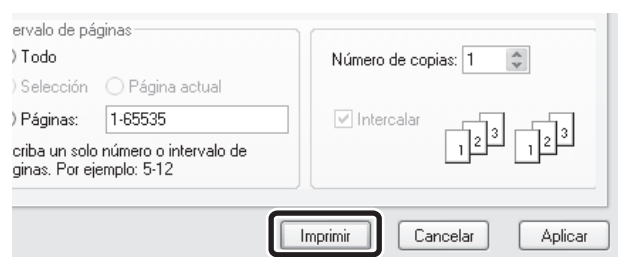 ervalo de páginas
Todo
Selección Página actual
Páginas: 1-65535
criba un solo número o intervalo de
ginas. Por ejemplo: 5-12
Número de copias: 1
Intercalar
1 2 3 1 2 3
Imprimir Cancelar Aplicar